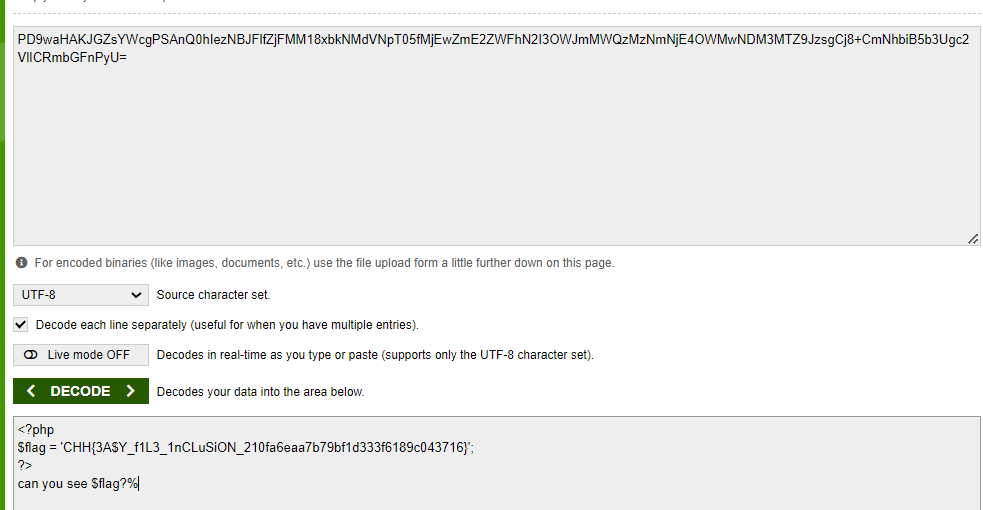 PD9waHAKJGZsYWcgPSAnQ0hIezNBJFlfZjFMM18xbkNMdVNpT05fMjEwZmE2ZWFhN2I3OWJmMWQzMzNmNjE4OWMwNDM3MTZ9JzsgCj8+CmNhbiB5b3Ugc2
VlICRmbGFnPyU=
For encoded binaries (like images, documents, etc.) use the file upload form a little further down on this page.
UTF-8 Source character set.
Decode each line separately (useful for when you have multiple entries).
Live mode OFF Decodes in real-time as you type or paste (supports only the UTF-8 character set).
< DECODE > Decodes your data into the area below.
<?php
$flag = 'CHH{3A$Y_f1L3_1nCLuSiON_210fa6eaa7b79bf1d333f6189c043716}';
?>
can you see $flag?%